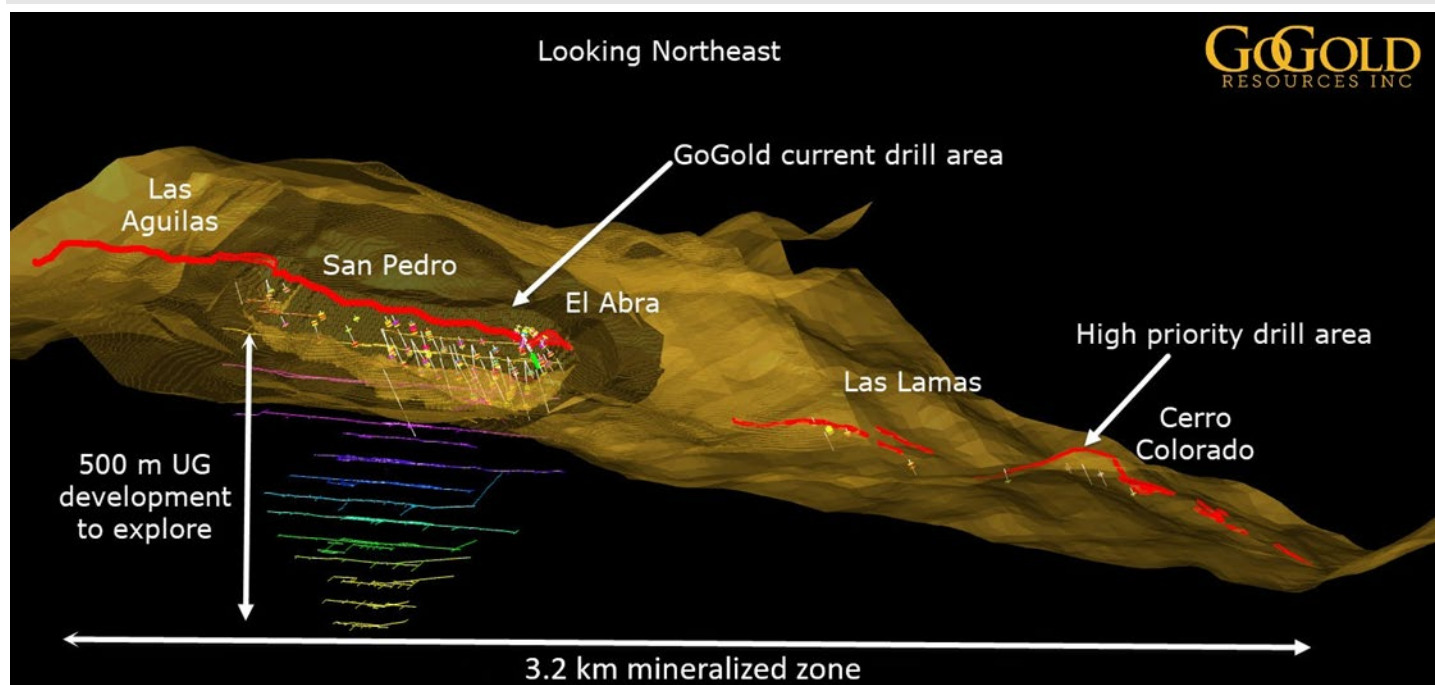 Looking Northeast
GoGold
RESOURCES INC
GoGold current drill area
Las
Aguilas
San Pedro
El Abra
High priority drill area
Las Lamas
Cerro
Colorado
500 m UG
development
to explore
3.2 km mineralized zone